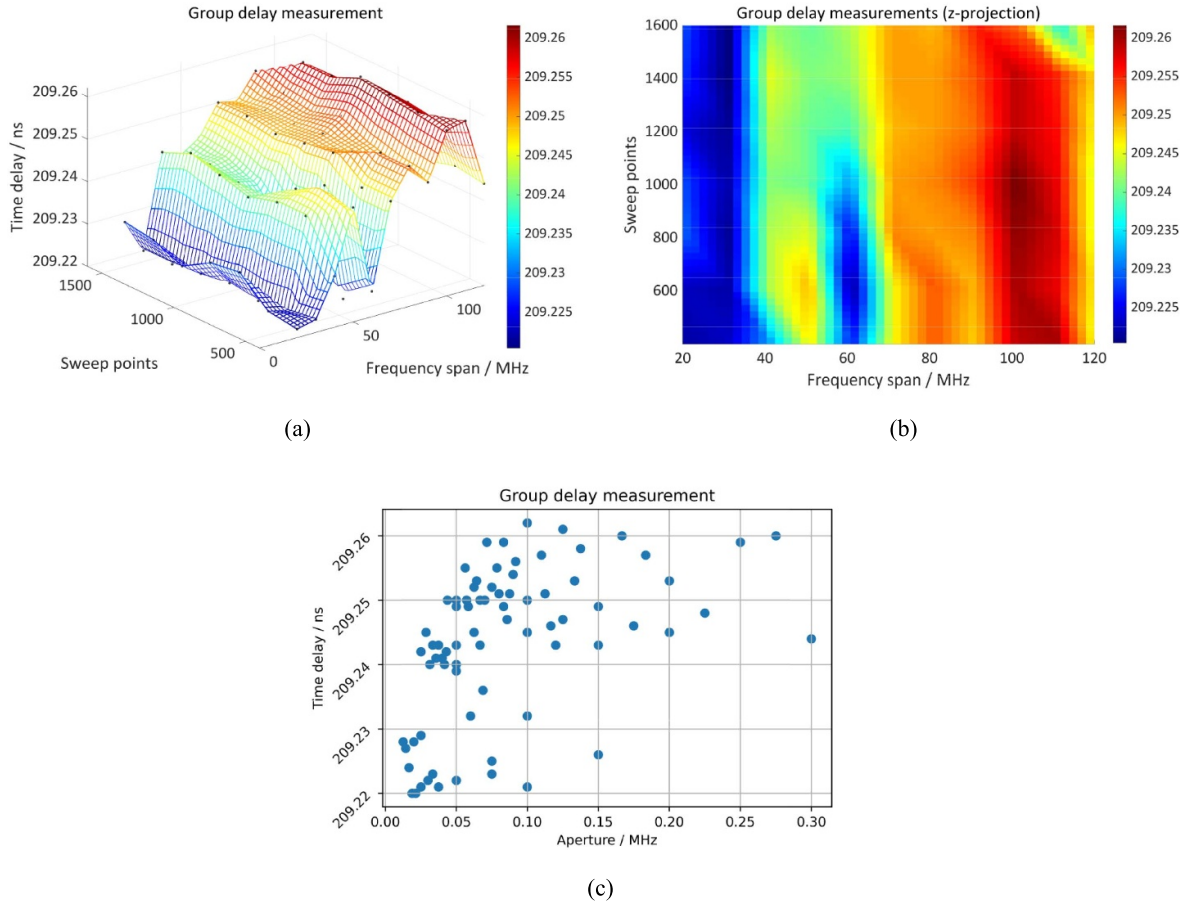 Group delay measurement
209.26
209.255
209.25
209.245
209.24
209.235
209.23
209.225
Time delay / ns
209.26
209.25
209.24
209.23
209.22
1500
1000
500
0
50
100
Sweep points
Frequency span / MHz
(a)
Group delay measurements (z-projection)
1600
1400
1200
1000
800
600
Sweep points
20 40 60 80 100 120
Frequency span / MHz
209.26
209.255
209.25
209.245
209.24
209.235
209.23
209.225
(b)
Group delay measurement
209.26
209.25
209.24
209.23
209.22
Time delay / ns
0.00 0.05 0.10 0.15 0.20 0.25 0.30
Aperture / MHz
(c)